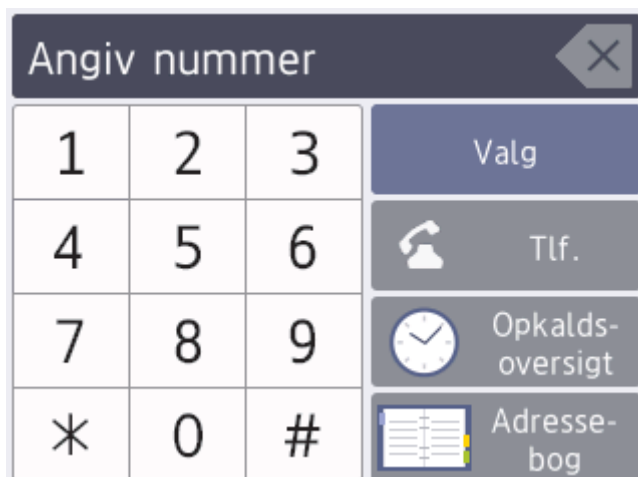 Angiv nummer
1 2 3
Valg
4 5 6
Tlf.
7 8 9
Opkalds-
oversigt
* 0 #
Adresse-
bog